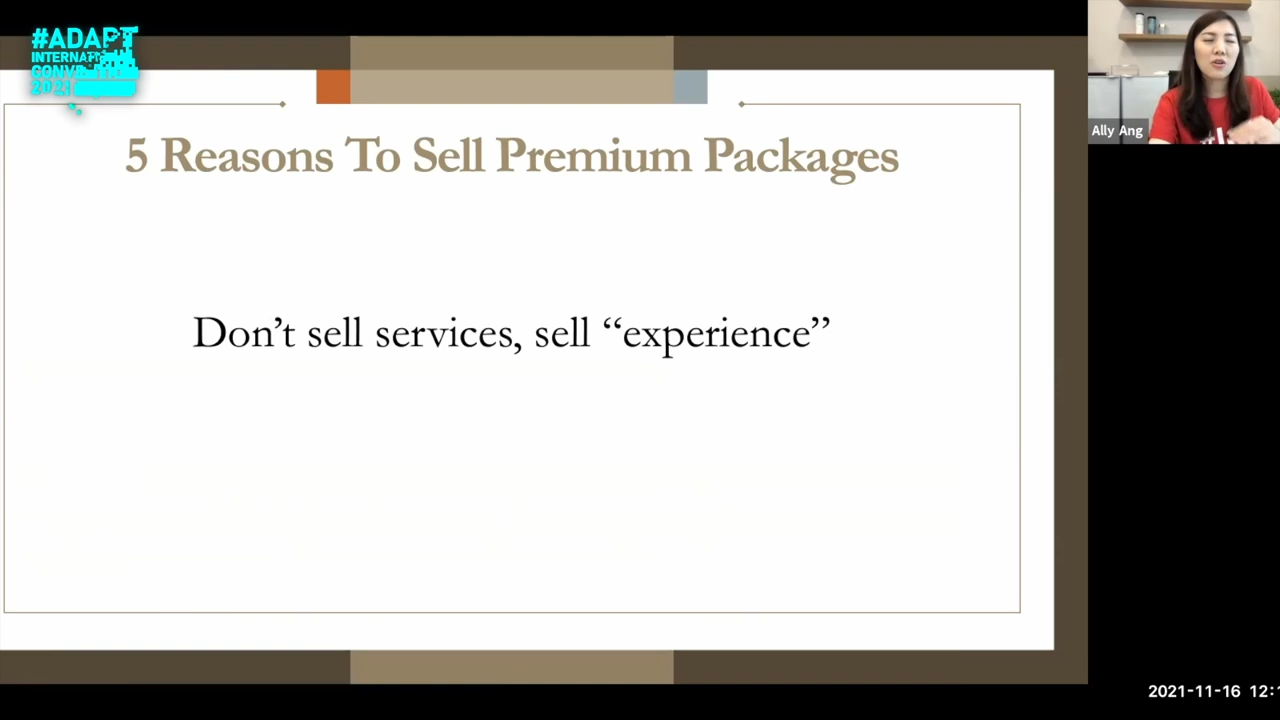 #ADAPT
5 Reasons To Sell Premium Packages
Don’t sell services, sell “experience”
Ally Ang
2021-11-16